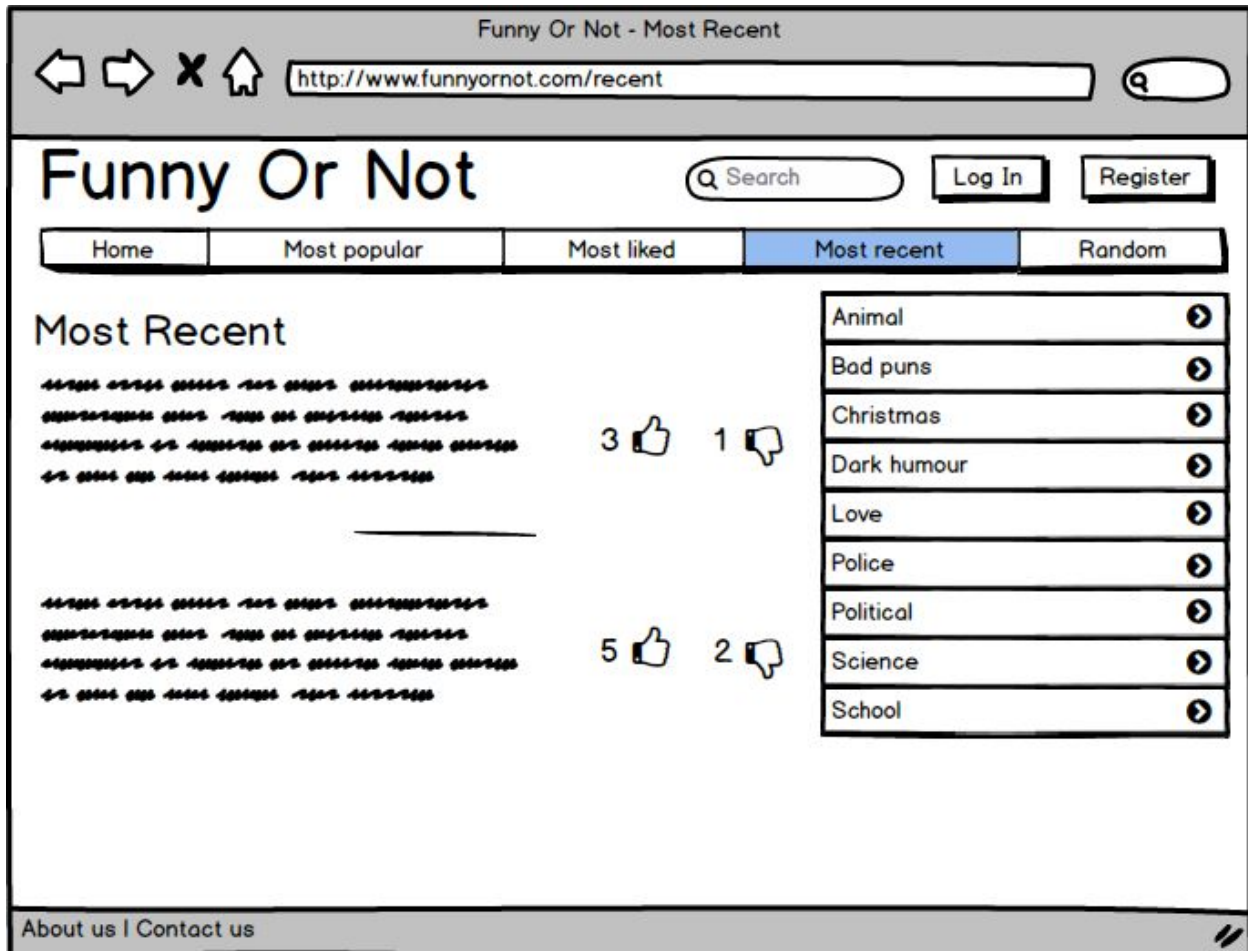 Funny Or Not - Most Recent
http://www.funnyornot.com/recent
Funny Or Not
Search
Log In
Register
Home
Most popular
Most liked
Most recent
Random
Most Recent
3
1
5
2
Animal
Bad puns
Christmas
Dark humour
Love
Police
Political
Science
School
About us | Contact us